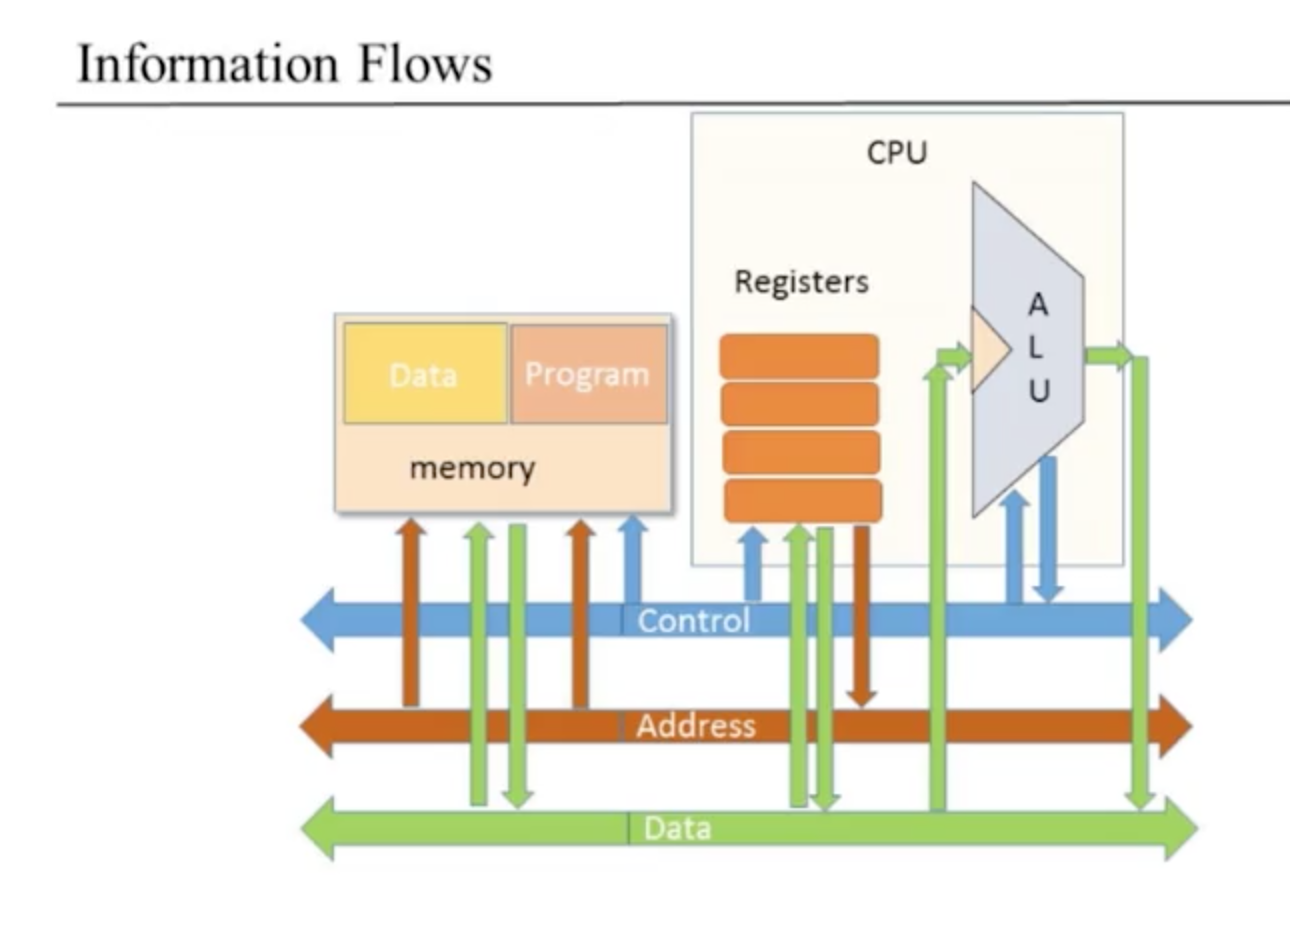 Information Flows
CPU
Registers
A
L
U
Data
Program
memory
Control
Address
Data